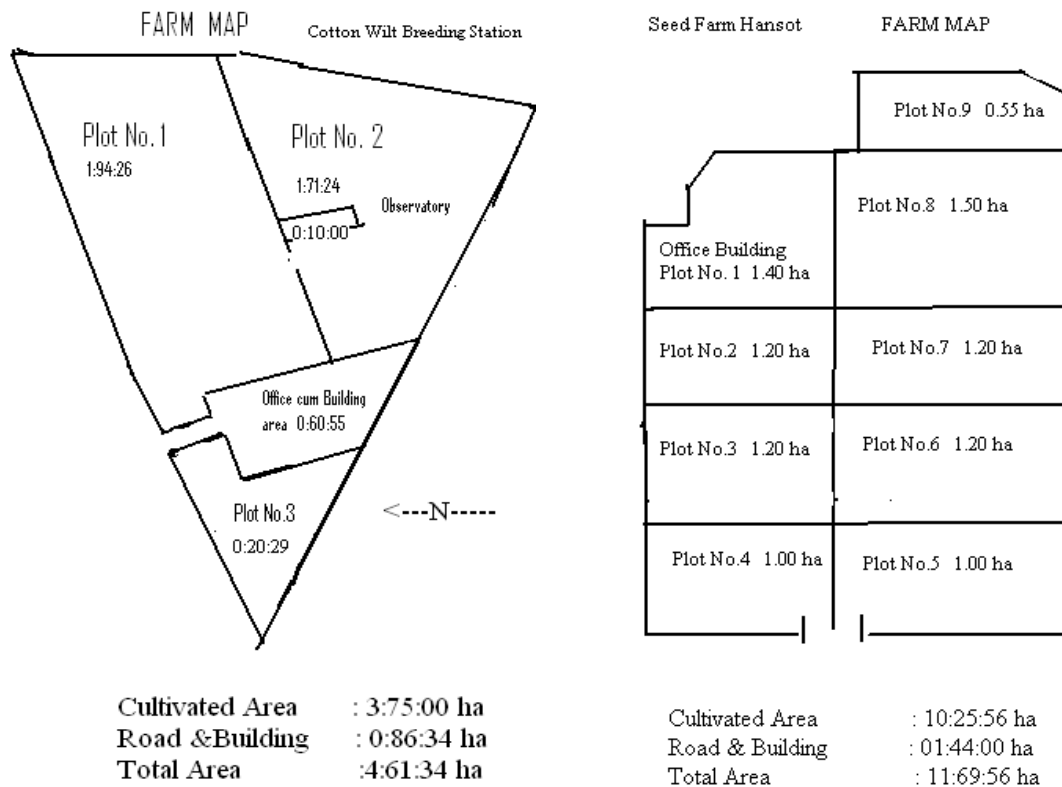 FARM MAP
Cotton Wilt Breeding Station
Plot No. 1
1:94:26
Plot No. 2
1:71:24
Observatory
0:10:00
Office cum Building
area 0:60:55
Plot No.3
0:20:29
<---N-----
Cultivated Area : 3:75:00 ha
Road &Building : 0:86:34 ha
Total Area :4:61:34 ha
Seed Farm Hansot FARM MAP
Plot No.9 0.55 ha
Plot No.8 1.50 ha
Office Building
Plot No. 1 1.40 ha
Plot No.2 1.20 ha
Plot No.7 1.20 ha
Plot No.3 1.20 ha
Plot No.6 1.20 ha
Plot No.4 1.00 ha
Plot No.5 1.00 ha
Cultivated Area : 10:25:56 ha
Road & Building : 01:44:00 ha
Total Area : 11:69:56 ha